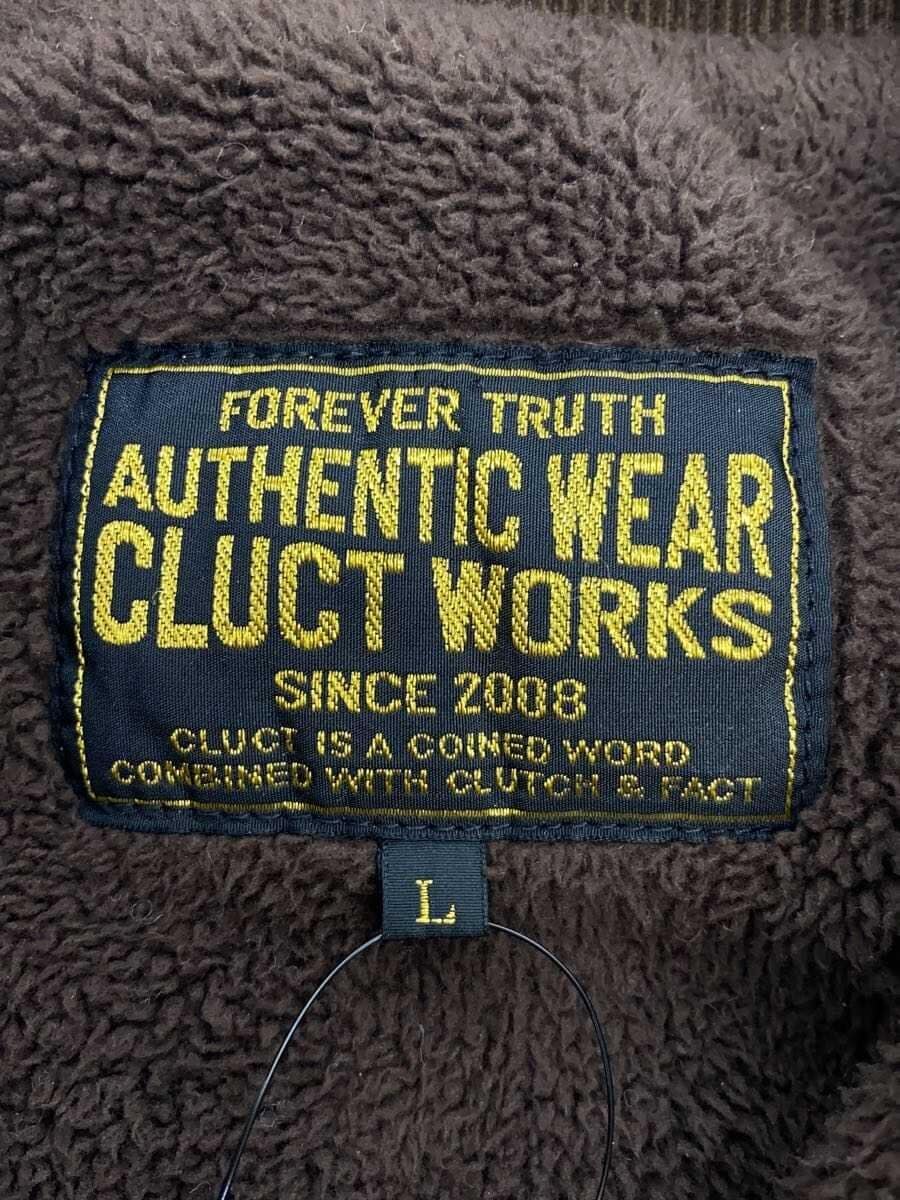 FOREVER TRUTH
AUTHENTIC WEAR
CLUCT WORKS
SINCE 2008
CLUCT IS A COINED WORD
COMBINED WITH CLUTCH & FACT
L